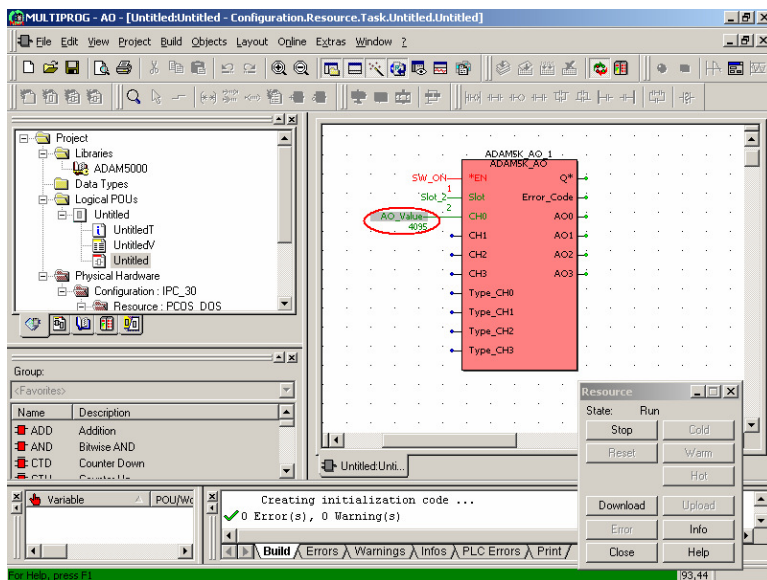 MULTIPROG - AO - [Untitled:Untitled - Configuration.Resource.Task.Untitled.Untitled]
File Edit View Project Build Objects Layout Online Extras Window ?
Project
Libraries
ADAM5000
Data Types
Logical POUs
Untitled
UntitledT
UntitledV
Untitled
Physical Hardware
Configuration : IPC_30
Resource : PCOS_DOS
Group:
<Favorites>
Name Description
ADD Addition
AND Bitwise AND
CTD Counter Down
ADAM5K_AO_1
ADAM5K_AO
SW_ON *EN Q*
1
Slot_2 Slot Error_Code
2
AO_Value CH0 AO0
4095
CH1 AO1
CH2 AO2
CH3 AO3
Type_CH0
Type_CH1
Type_CH2
Type_CH3
Untitled:Unti...
Resource
State: Run
Stop Cold
Reset Warm
Hot
Download Upload
Error Info
Close Help
Variable POU/Wo
Creating initialization code ...
0 Error(s), 0 Warning(s)
Build Errors Warnings Infos PLC Errors Print
For Help, press F1
93,44